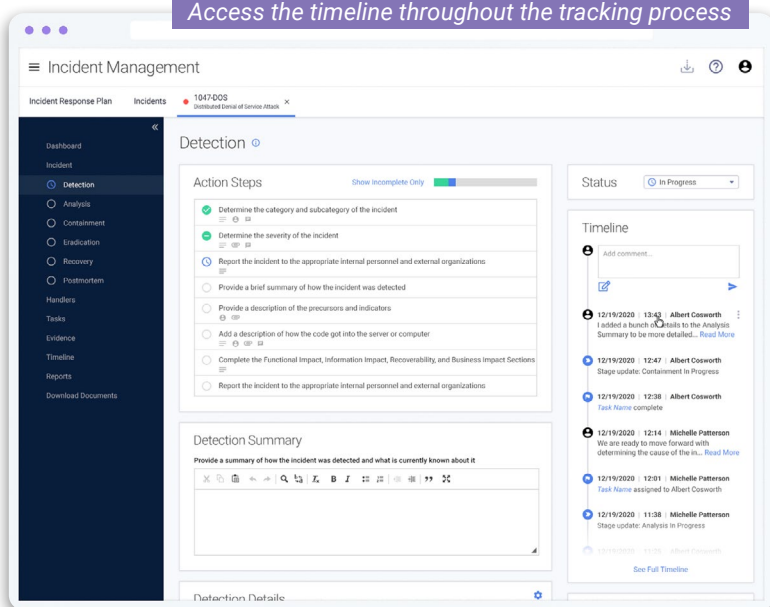 Access the timeline throughout the tracking process
Incident Management
Incident Response Plan
Incidents
1047-DOS
Distributed Denial of Service Attack
Dashboard
Incident
Detection
Analysis
Containment
Eradication
Recovery
Postmortem
Handlers
Tasks
Evidence
Timeline
Reports
Download Documents
Detection
Action Steps
Show Incomplete Only
Determine the category and subcategory of the incident
Determine the severity of the incident
Report the incident to the appropriate internal personnel and external organizations
Provide a brief summary of how the incident was detected
Provide a description of the precursors and indicators
Add a description of how the code got into the server or computer
Complete the Functional Impact, Information Impact, Recoverability, and Business Impact Sections
Report the incident to the appropriate internal personnel and external organizations
Detection Summary
Provide a summary of how the incident was detected and what is currently known about it
Detection Details
Status
In Progress
Timeline
Add comment...
12/19/2020 | 13:43 | Albert Cosworth
I added a bunch of details to the Analysis
Summary to be more detailed... Read More
12/19/2020 | 12:47 | Albert Cosworth
Stage update: Containment In Progress
12/19/2020 | 12:38 | Albert Cosworth
Task Name complete
12/19/2020 | 12:14 | Michelle Patterson
We are ready to move forward with
determining the cause of the in... Read More
12/19/2020 | 12:01 | Michelle Patterson
Task Name assigned to Albert Cosworth
12/19/2020 | 11:38 | Michelle Patterson
Stage update: Analysis In Progress
See Full Timeline